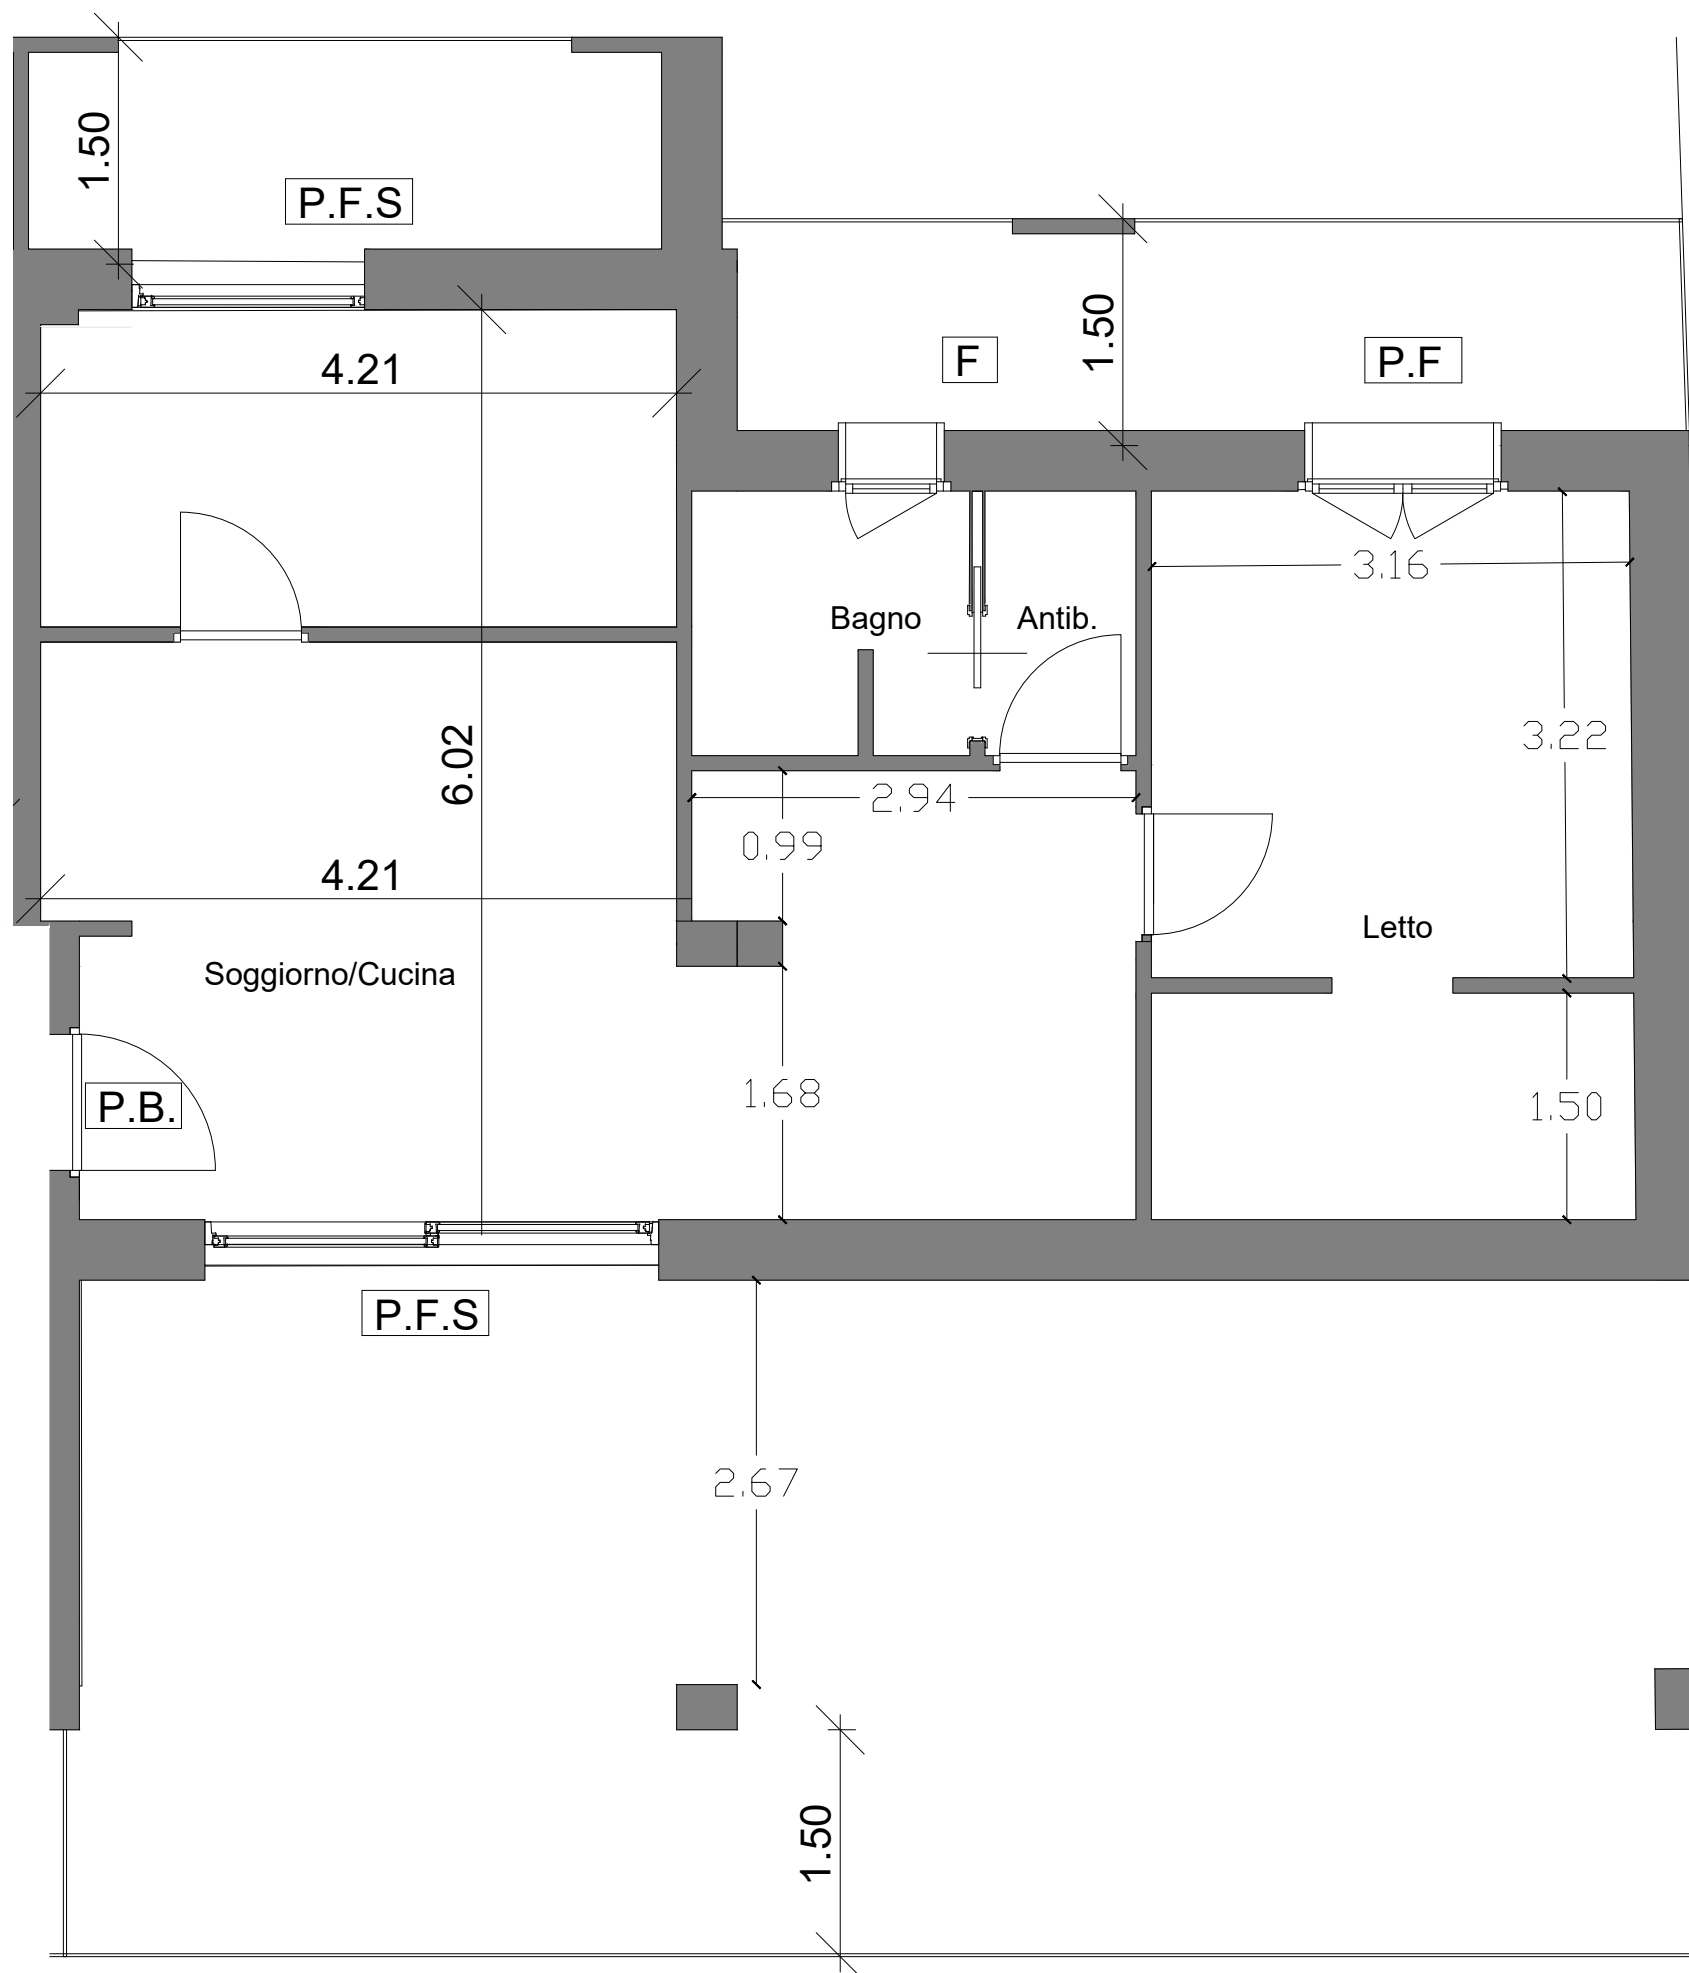 1.50
P.F.S
1.50
F
P.F
4.21
3.16
Bagno
Antib.
3.22
6.02
2.94
0.99
4.21
Letto
Soggiorno/Cucina
P.B.
1.68
1.50
P.F.S
2.67
1.50